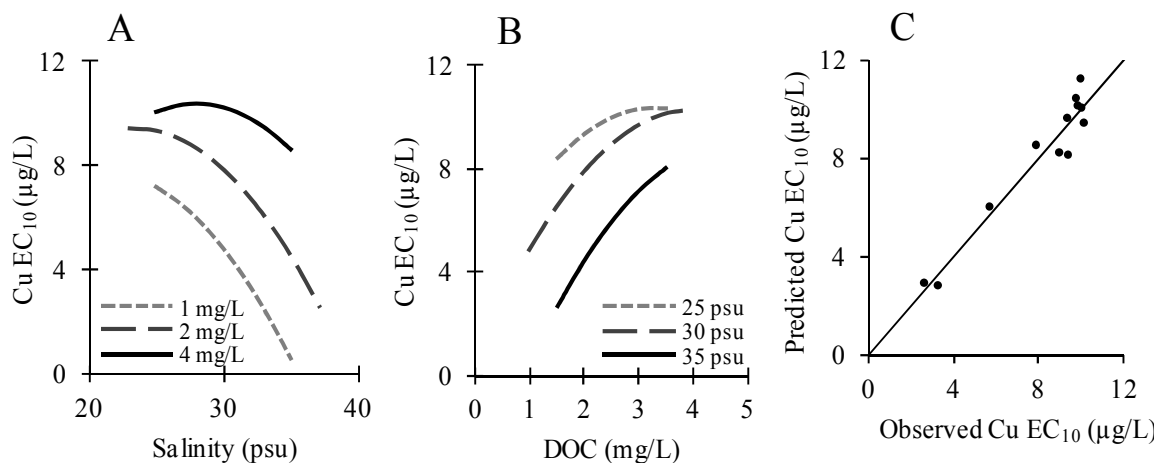 A
Cu EC10 (µg/L)
12
8
4
0
1 mg/L
2 mg/L
4 mg/L
20
30
40
Salinity (psu)
B
Cu EC10 (µg/L)
12
8
4
0
25 psu
30 psu
35 psu
0
1
2
3
4
5
DOC (mg/L)
C
Predicted Cu EC10 (µg/L)
12
8
4
0
0
4
8
12
Observed Cu EC10 (µg/L)